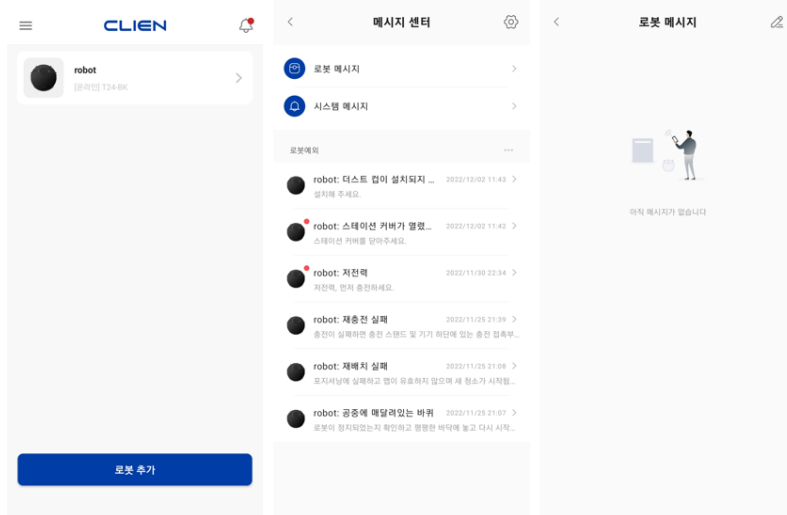 CLIEN
robot
[온라인] T24-BK
로봇 추가
메시지 센터
로봇 메시지
시스템 메시지
로봇예외
robot: 더스트 컵이 설치되지 ... 2022/12/02 11:43
설치해 주세요.
robot: 스테이션 커버가 열렸... 2022/12/02 11:42
스테이션 커버를 닫아주세요.
robot: 저전력 2022/11/30 22:34
저전력, 먼저 충전하세요.
robot: 재충전 실패 2022/11/25 21:39
충전이 실패하면 충전 스탠드 및 기기 하단에 있는 충전 접촉부...
robot: 재배치 실패 2022/11/25 21:08
포지셔닝에 실패하고 맵이 유효하지 않으며 새 청소가 시작됩...
robot: 공중에 매달려있는 바퀴 2022/11/25 21:07
로봇이 정지되었는지 확인하고 평평한 바닥에 놓고 다시 시작...
로봇 메시지
아직 메시지가 없습니다